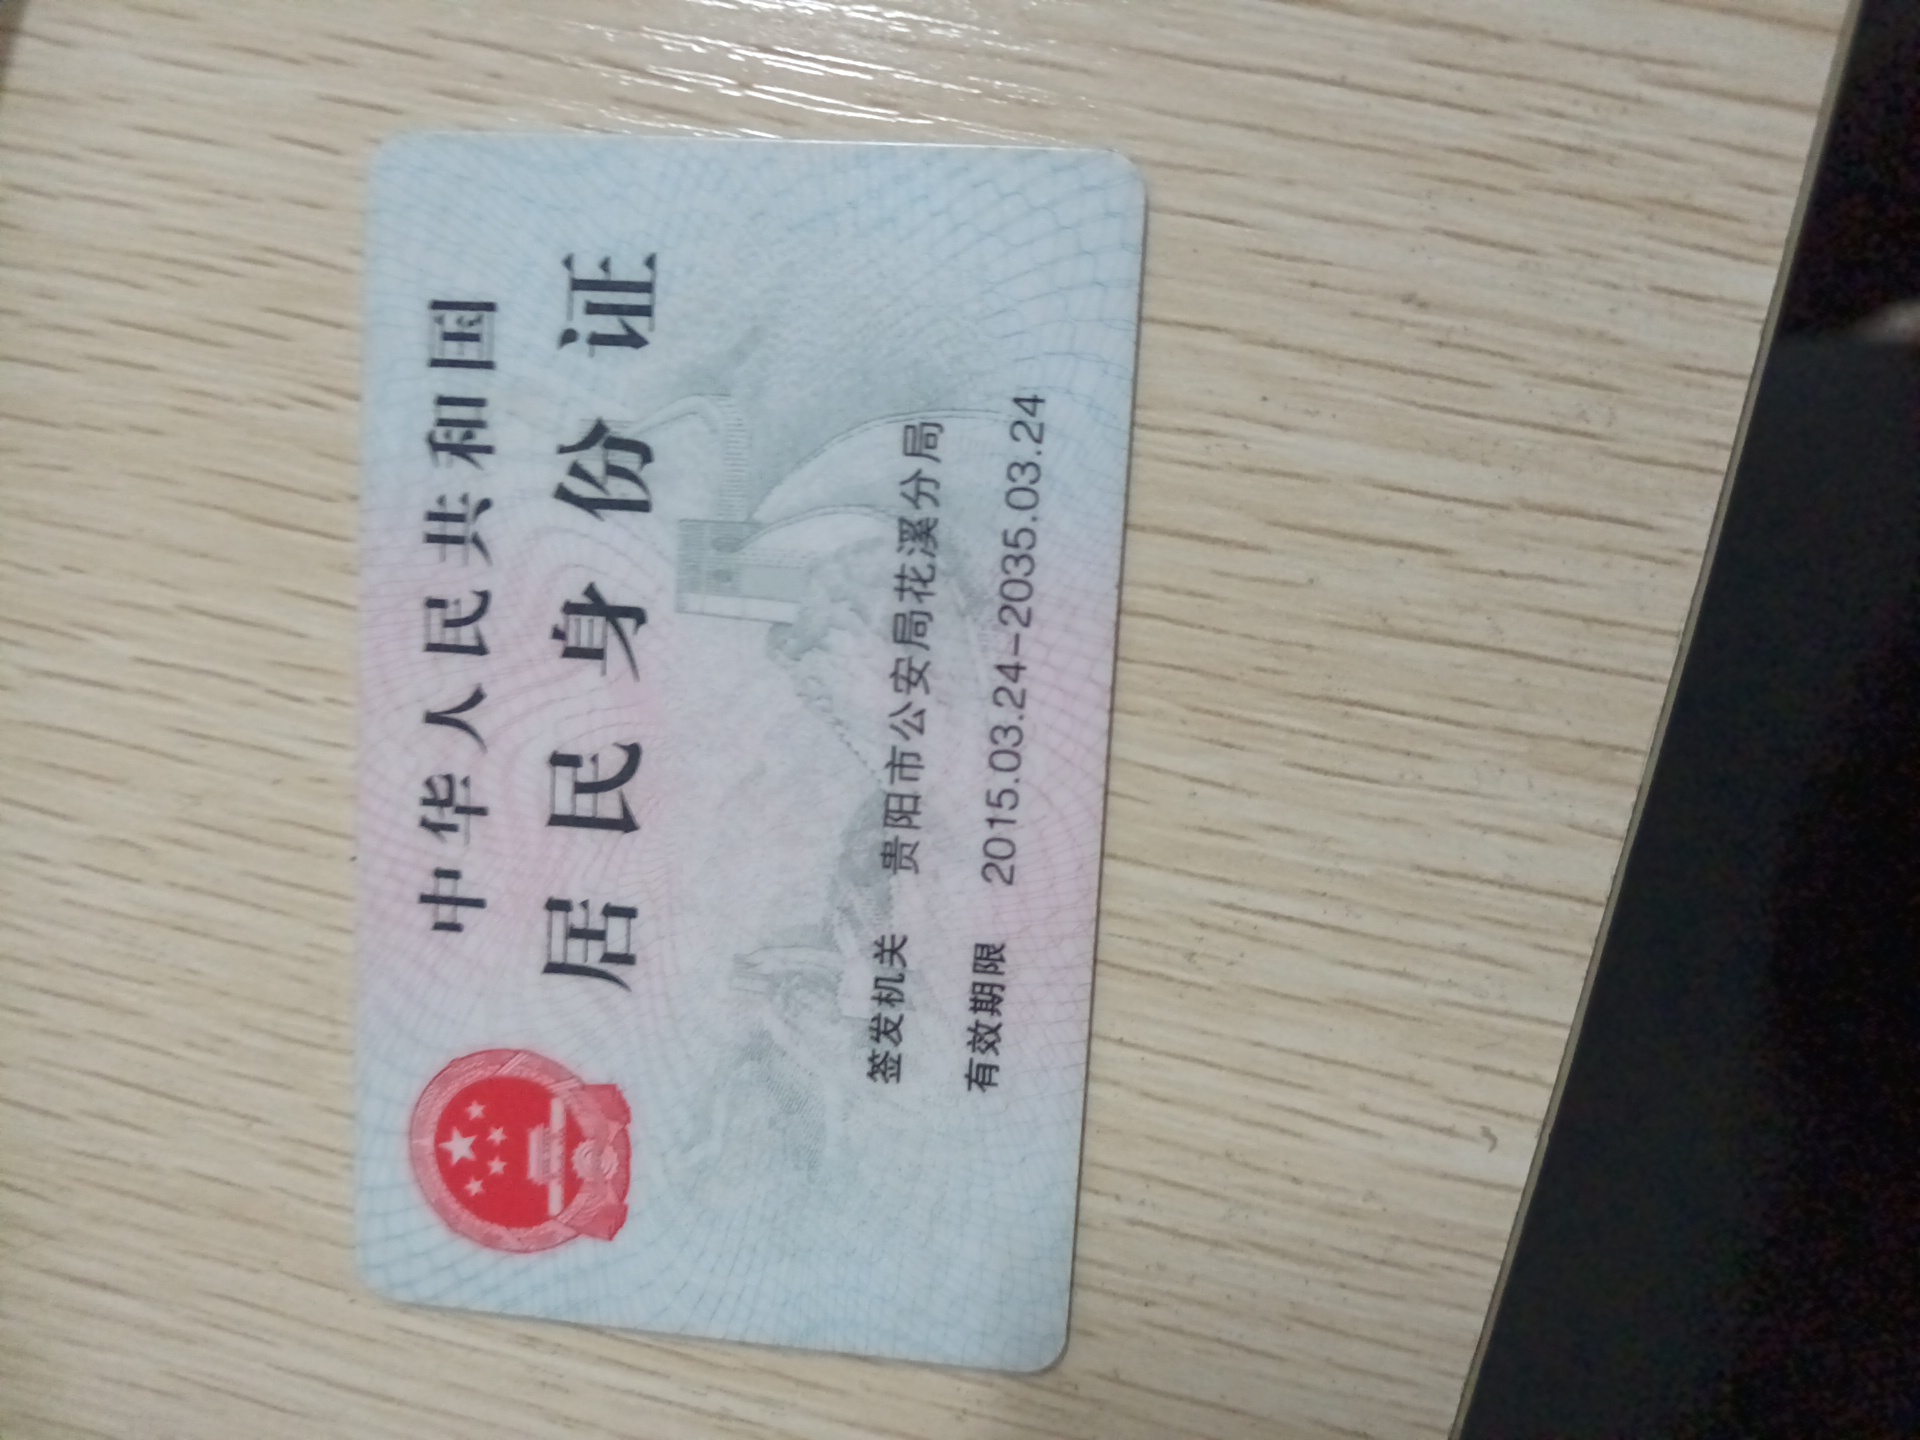 中华人民共和国
居民身份证
签发机关 贵阳市公安局花溪分局
有效期限 2015.03.24-2035.03.24